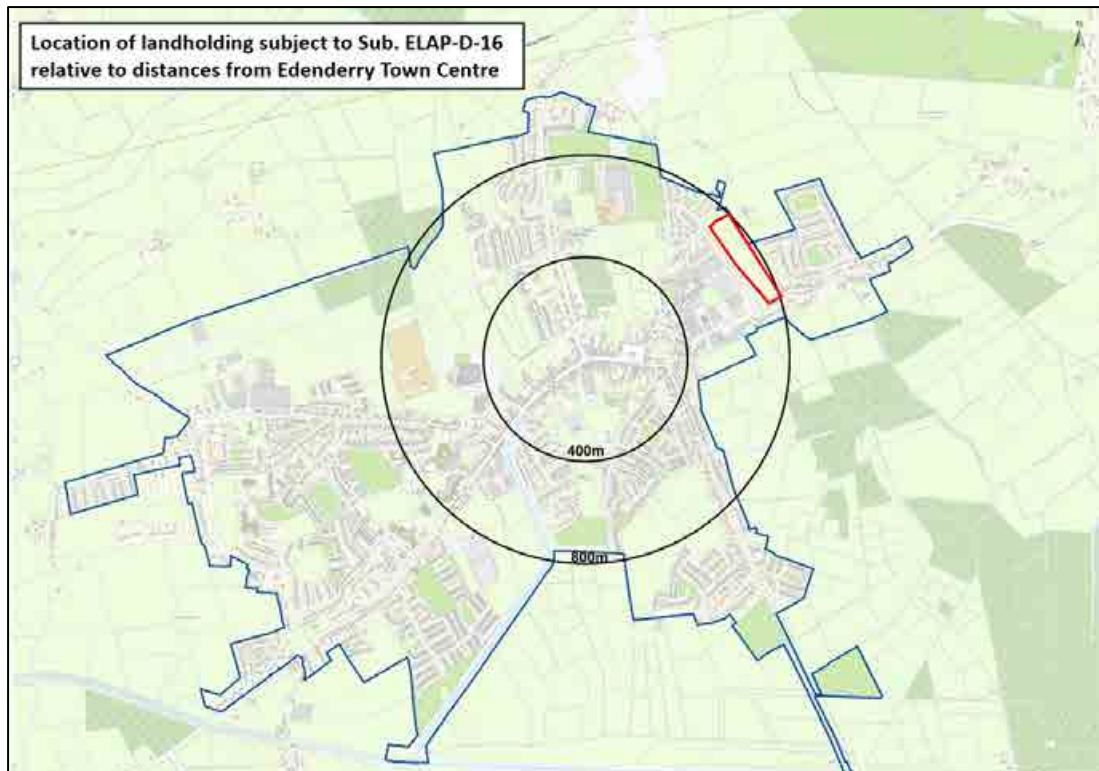 Location of landholding subject to Sub. ELAP-D-16
relative to distances from Edenderry Town Centre
400m
800m